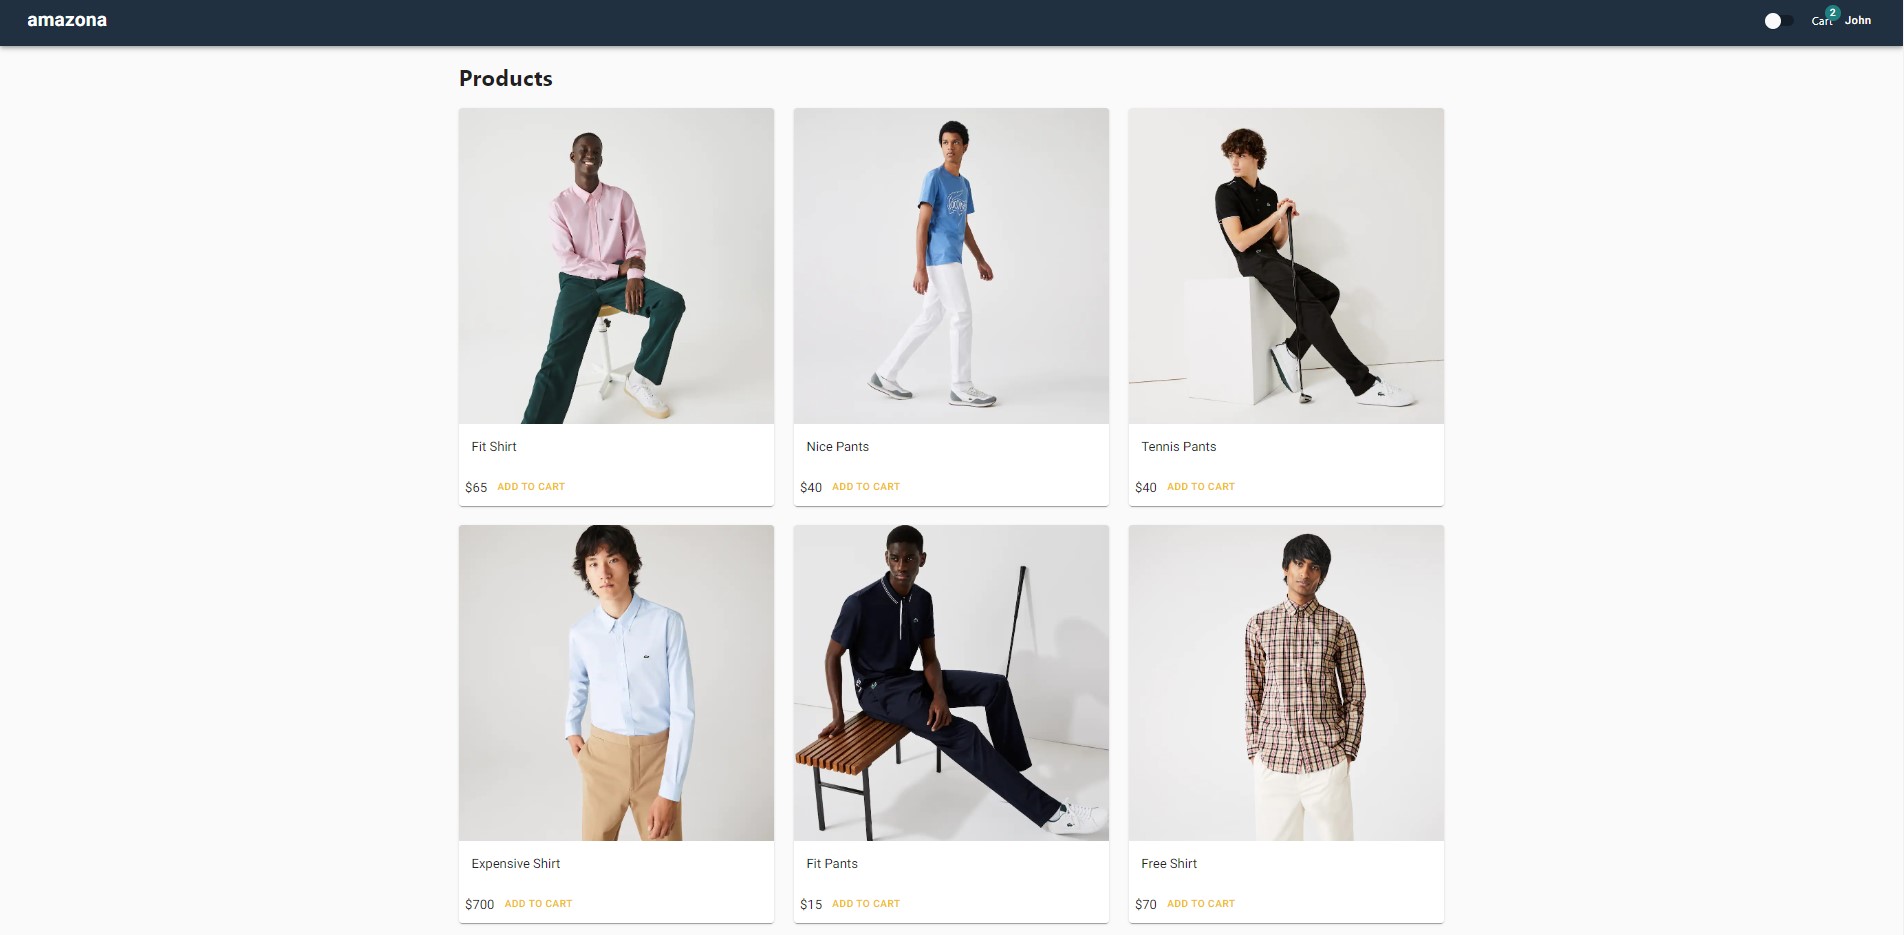 amazona
Cart 2 John
Products
Fit Shirt
$65 ADD TO CART
Nice Pants
$40 ADD TO CART
Tennis Pants
$40 ADD TO CART
Expensive Shirt
$700 ADD TO CART
Fit Pants
$15 ADD TO CART
Free Shirt
$70 ADD TO CART